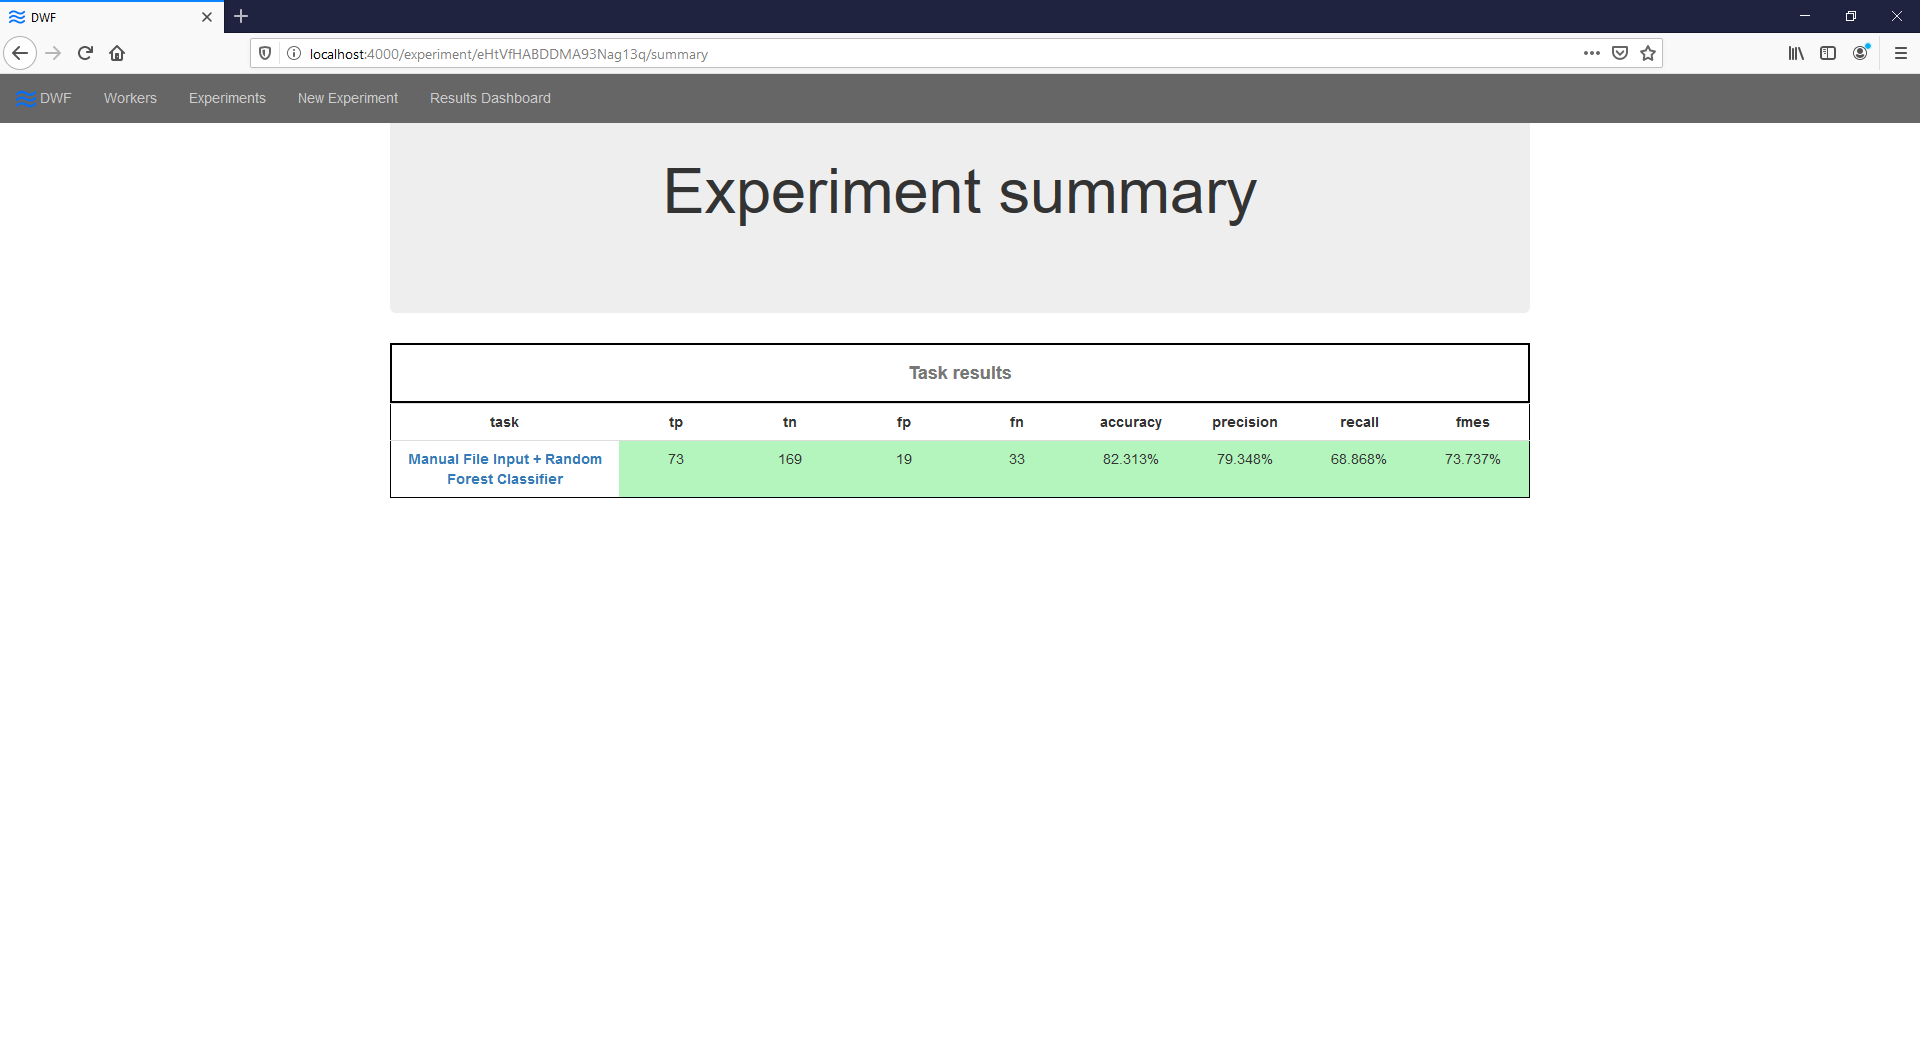 DWF
localhost:4000/experiment/eHtVfHABDDMA93Nag13q/summary
DWF Workers Experiments New Experiment Results Dashboard
Experiment summary
Task results
task tp tn fp fn accuracy precision recall fmes
Manual File Input + Random 73 169 19 33 82.313% 79.348% 68.868% 73.737%
Forest Classifier